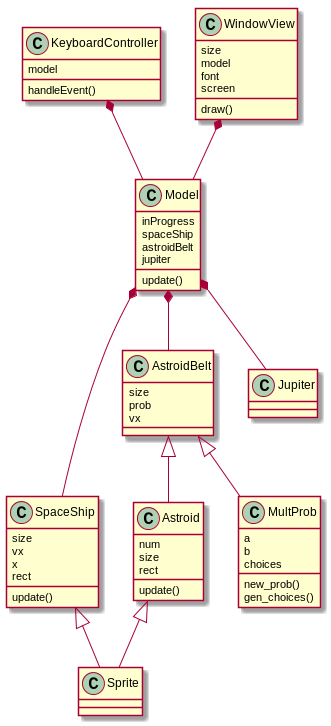 C KeyboardController
model
handleEvent()
C WindowView
size
model
font
screen
draw()
C Model
inProgress
spaceShip
astroidBelt
jupiter
update()
C AstroidBelt
size
prob
vx
C Jupiter
C SpaceShip
size
vx
x
rect
update()
C Astroid
num
size
rect
update()
C MultProb
a
b
choices
new_prob()
gen_choices()
C Sprite